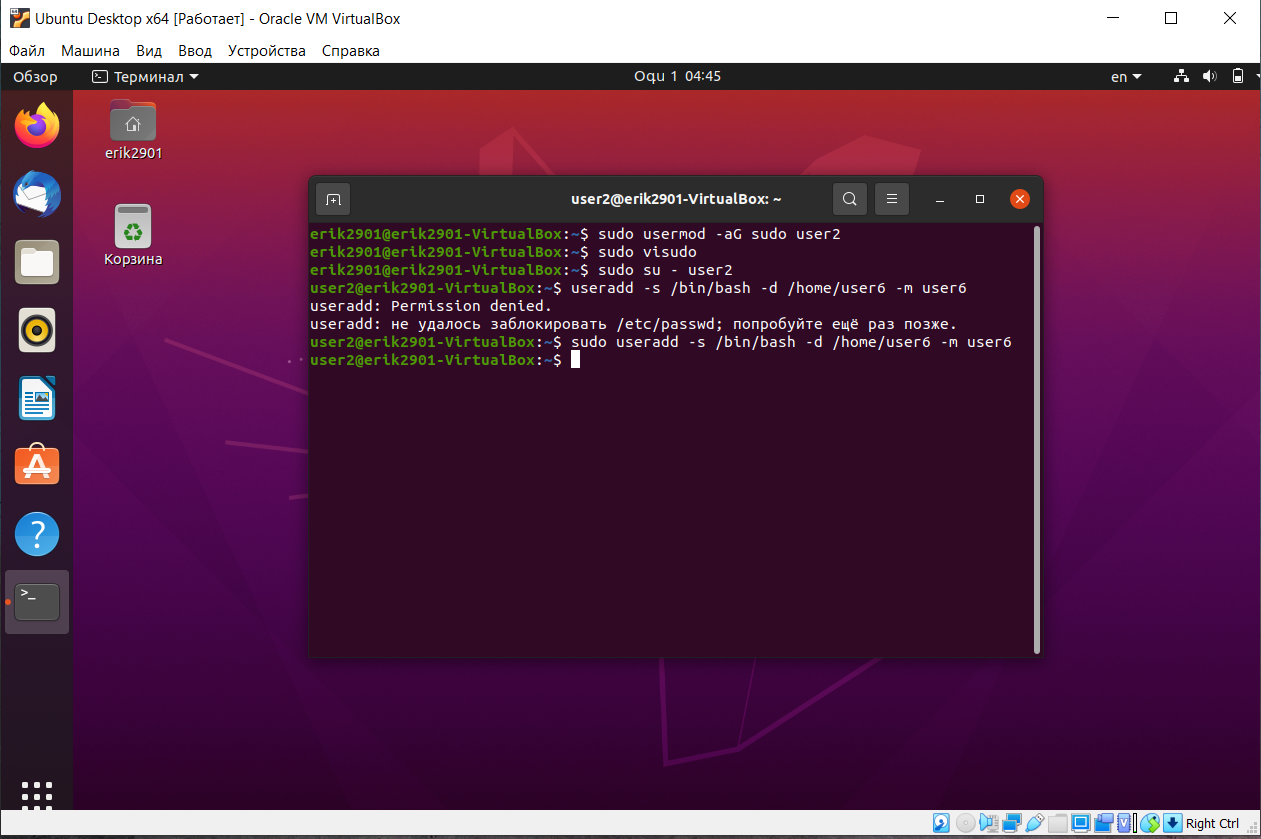 Ubuntu Desktop x64 [Работает] - Oracle VM VirtualBox
Файл Машина Вид Ввод Устройства Справка
Обзор Терминал Oqu 1 04:45 en
erik2901
Корзина
user2@erik2901-VirtualBox: ~
erik2901@erik2901-VirtualBox:~$ sudo usermod -aG sudo user2
erik2901@erik2901-VirtualBox:~$ sudo visudo
erik2901@erik2901-VirtualBox:~$ sudo su - user2
user2@erik2901-VirtualBox:~$ useradd -s /bin/bash -d /home/user6 -m user6
useradd: Permission denied.
useradd: не удалось заблокировать /etc/passwd; попробуйте ещё раз позже.
user2@erik2901-VirtualBox:~$ sudo useradd -s /bin/bash -d /home/user6 -m user6
user2@erik2901-VirtualBox:~$
Right Ctrl